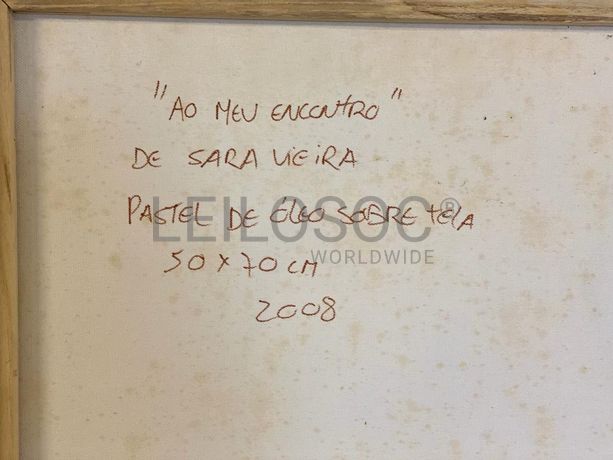 "AO MEU ENCONTRO"
DE SARA VIEIRA
PASTEL DE ÓLEO SOBRE TELA
LEILOSOC®
WORLDWIDE
50 X 70 CM
2008